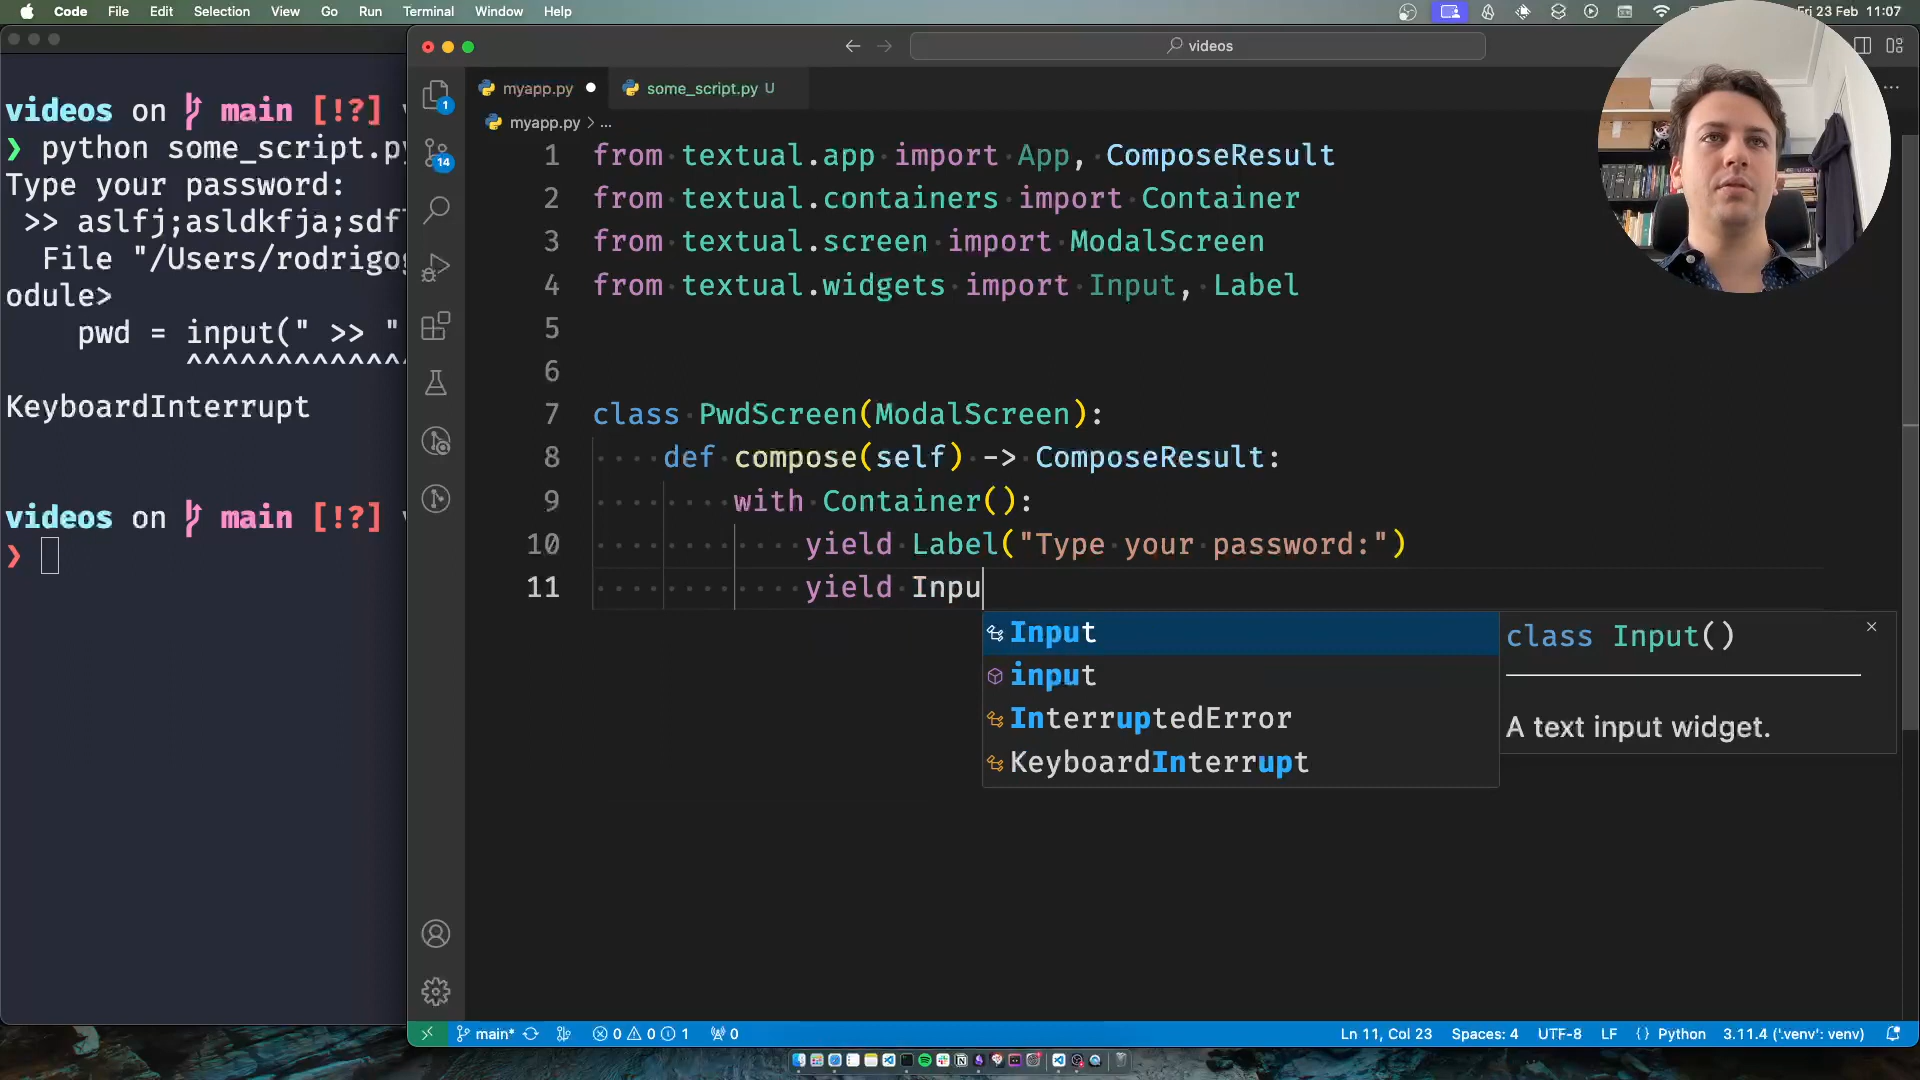 Code File Edit Selection View Go Run Terminal Window Help
Fri 23 Feb 11:07
videos on main [!?]
❯ python some_script.py
Type your password:
>> aslfj;asldkfja;sdf
File "/Users/rodrigog
odule>
pwd = input(" >> "
^^^^^^^^^^^^^
KeyboardInterrupt
videos on main [!?]
❯
videos
myapp.py
some_script.py U
myapp.py > ...
1
14
1 from textual.app import App, ComposeResult
2 from textual.containers import Container
3 from textual.screen import ModalScreen
4 from textual.widgets import Input, Label
5
6
7 class PwdScreen(ModalScreen):
8 def compose(self) -> ComposeResult:
9 with Container():
10 yield Label("Type your password:")
11 yield Inpu
Input
input
InterruptedError
KeyboardInterrupt
class Input()
A text input widget.
main* 0 0 1 0
Ln 11, Col 23 Spaces: 4 UTF-8 LF Python 3.11.4 ('.venv': venv)